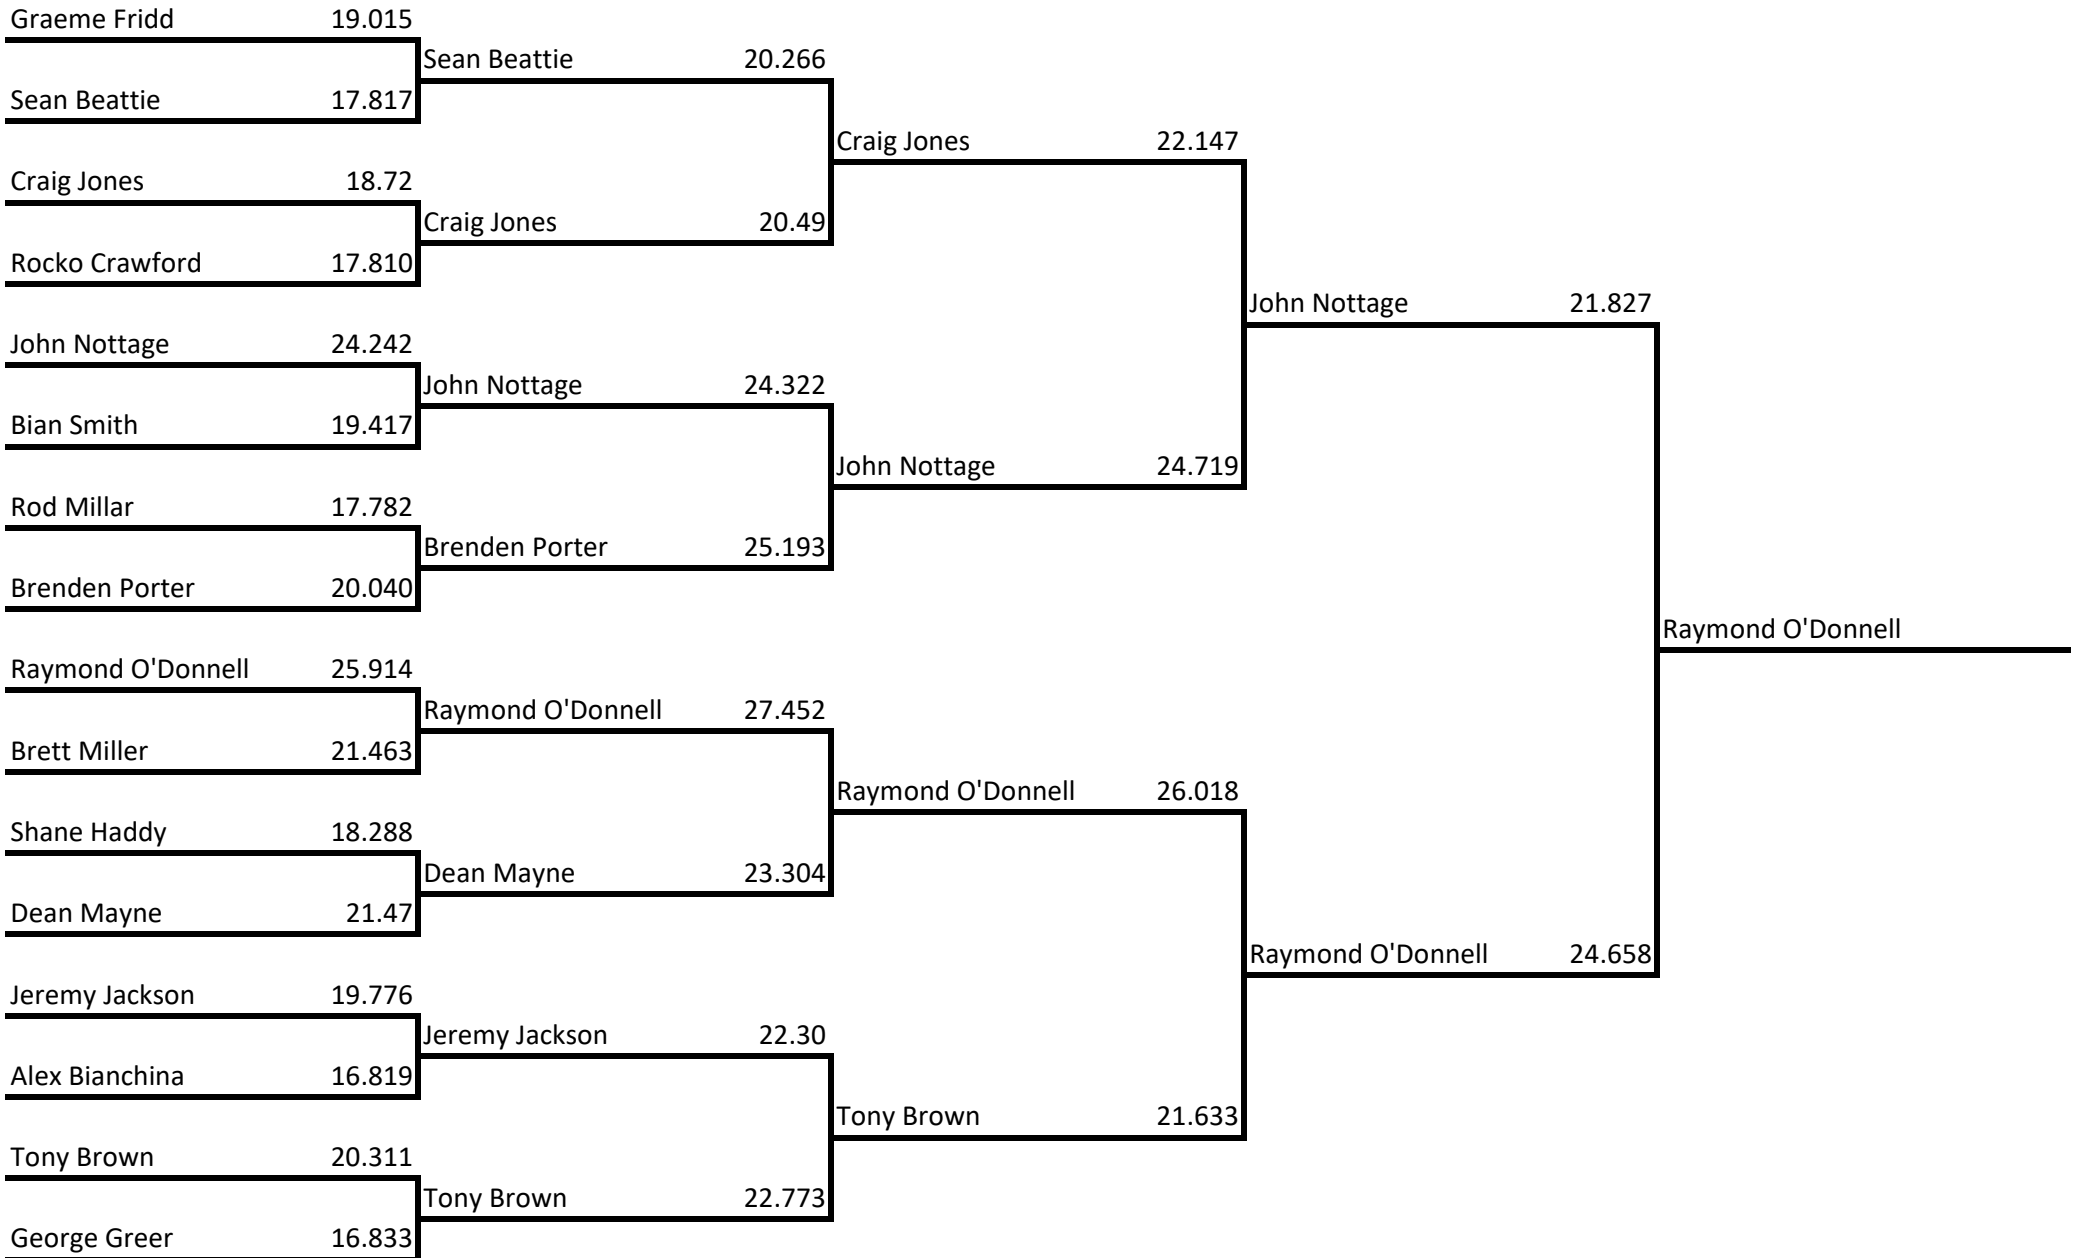 Graeme Fridd 19.015
Sean Beattie 20.266
Sean Beattie 17.817
Craig Jones 22.147
Craig Jones 18.72
Craig Jones 20.49
Rocko Crawford 17.810
John Nottage 21.827
John Nottage 24.242
John Nottage 24.322
Bian Smith 19.417
John Nottage 24.719
Rod Millar 17.782
Brenden Porter 25.193
Brenden Porter 20.040
Raymond O'Donnell
Raymond O'Donnell 25.914
Raymond O'Donnell 27.452
Brett Miller 21.463
Raymond O'Donnell 26.018
Shane Haddy 18.288
Dean Mayne 23.304
Dean Mayne 21.47
Raymond O'Donnell 24.658
Jeremy Jackson 19.776
Jeremy Jackson 22.30
Alex Bianchina 16.819
Tony Brown 21.633
Tony Brown 20.311
Tony Brown 22.773
George Greer 16.833